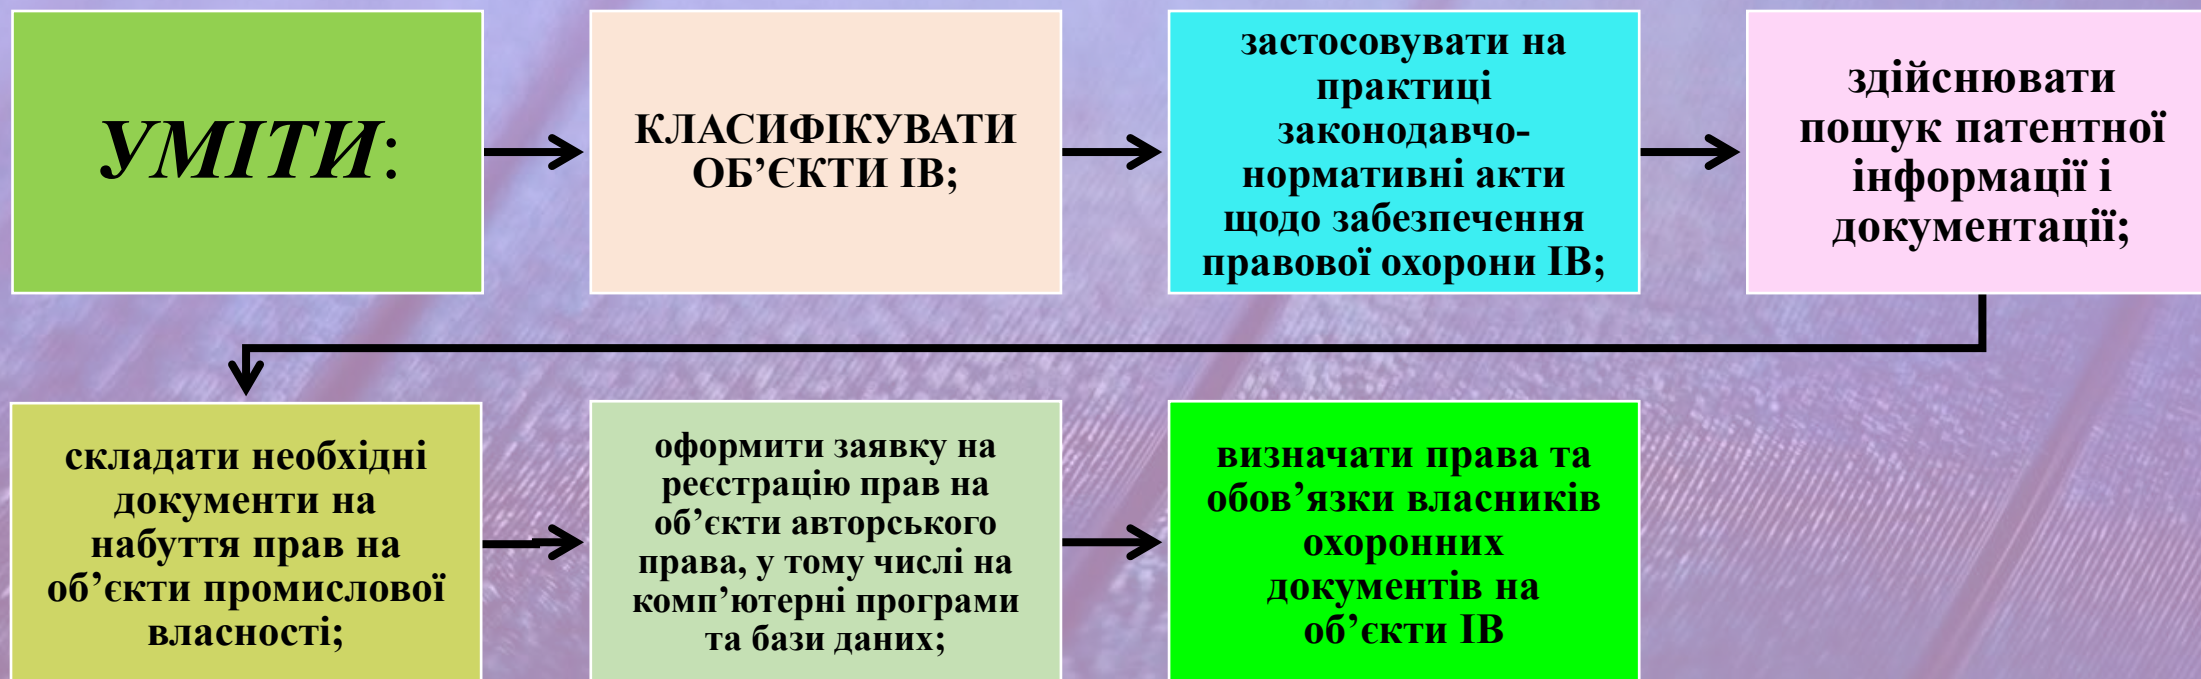 УМІТИ:
КЛАСИФІКУВАТИ
ОБ’ЄКТИ ІВ;
застосовувати на
практиці
законодавчо-
нормативні акти
щодо забезпечення
правової охорони ІВ;
здійснювати
пошук патентної
інформації і
документації;
складати необхідні
документи на
набуття прав на
об’єкти промислової
власності;
оформити заявку на
реєстрацію прав на
об’єкти авторського
права, у тому числі на
комп’ютерні програми
та бази даних;
визначати права та
обов’язки власників
охоронних
документів на
об’єкти ІВ